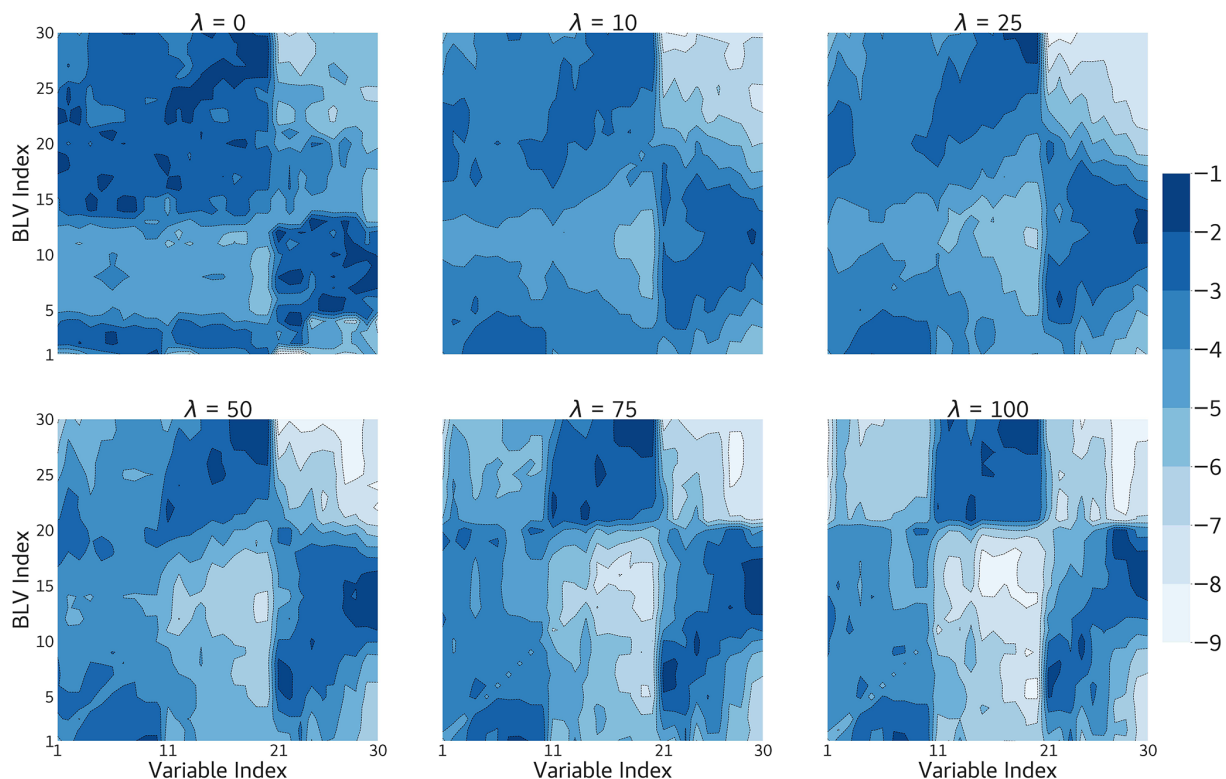 λ = 0
λ = 10
λ = 25
30
25
20
15
10
5
1
BLV Index
−1
−2
−3
−4
−5
−6
−7
−8
−9
λ = 50
λ = 75
λ = 100
30
25
20
15
10
5
1
BLV Index
1 11 21 30
1 11 21 30
1 11 21 30
Variable Index
Variable Index
Variable Index